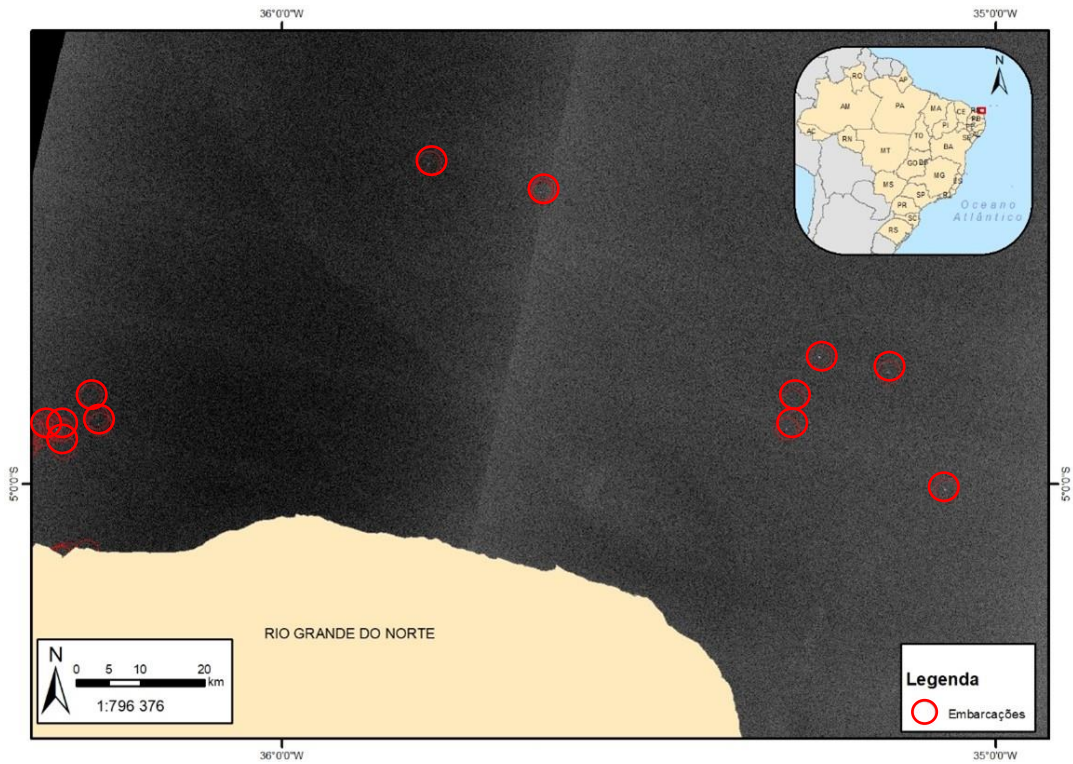 36°0'0"W
35°0'0"W
N
RO
AP
AM
PA
MA
CE
PB
PI
AC
RN
TO
MT
BA
GO
MG
ES
MS
SP
RJ
PR
SC
RS
Oceano
Atlântico
5°0'0"S
5°0'0"S
RIO GRANDE DO NORTE
N
0 5 10 20
km
1:796 376
Legenda
Embarcações
36°0'0"W
35°0'0"W